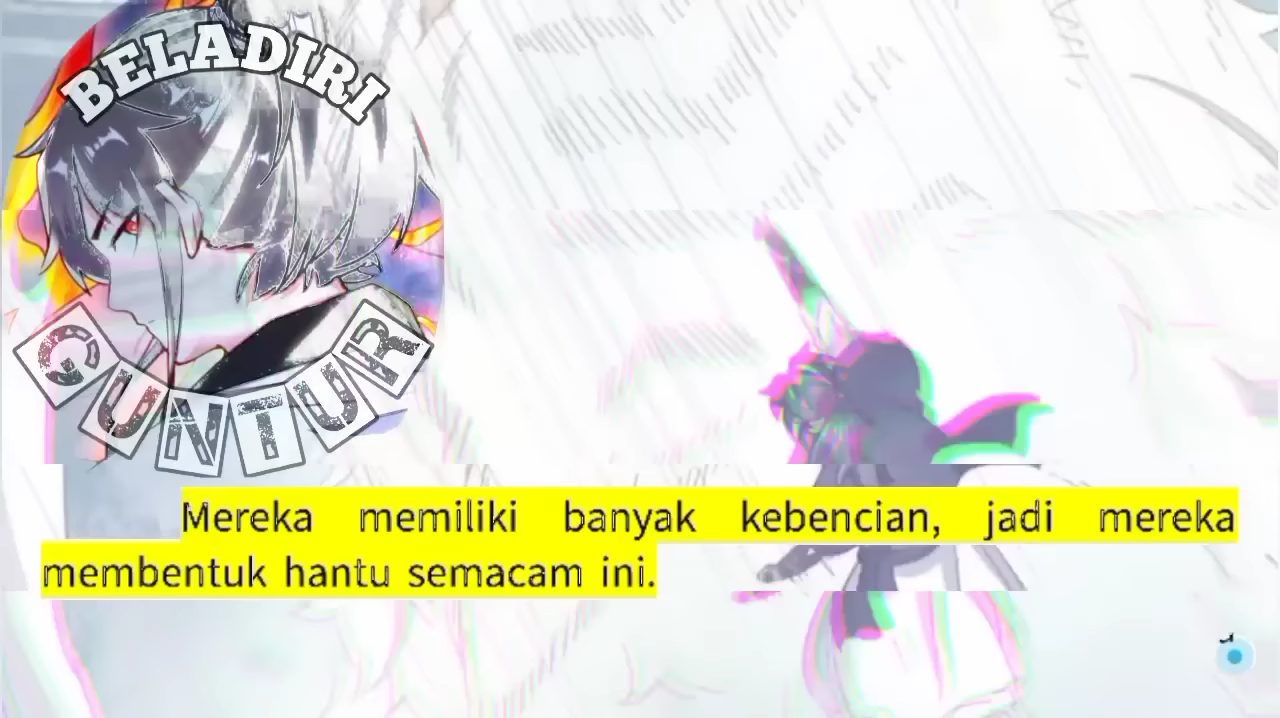 BELADIRI
GUNTUR
Mereka memiliki banyak kebencian, jadi mereka
membentuk hantu semacam ini.